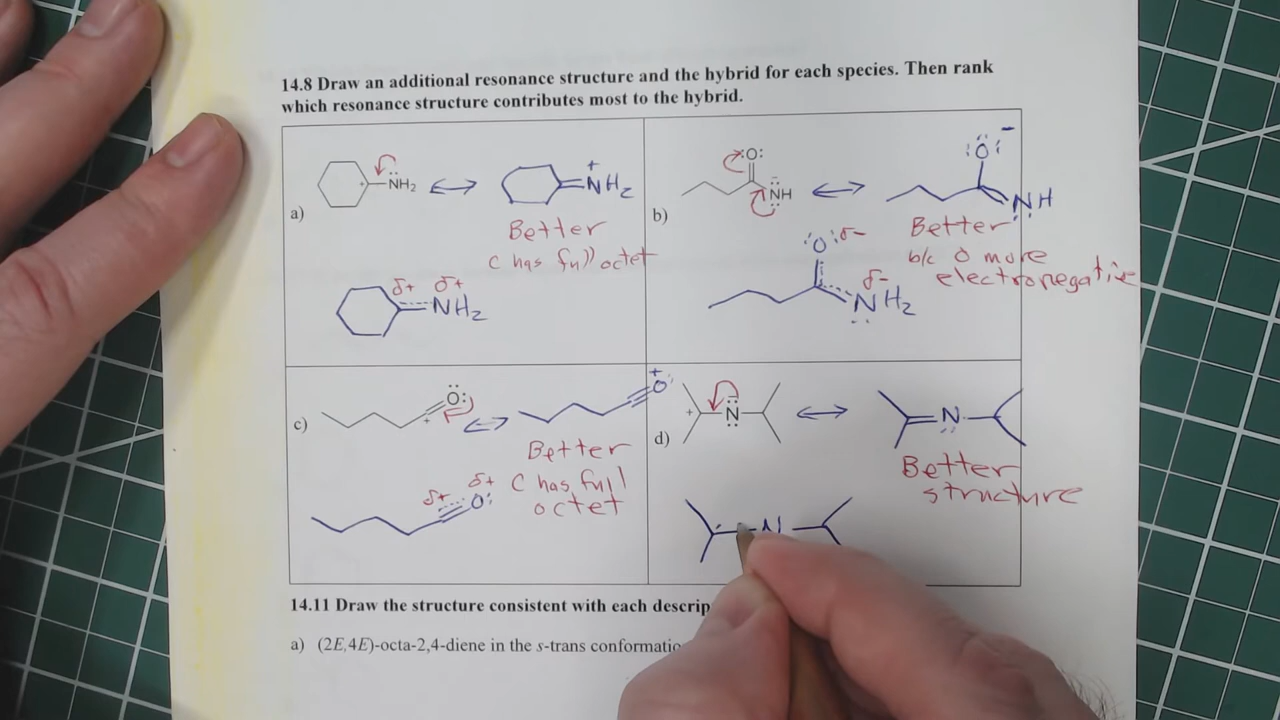 14.8 Draw an additional resonance structure and the hybrid for each species. Then rank
which resonance structure contributes most to the hybrid.
a)
NH₂
+
NH₂
Better
C has full octet
δ+ δ+
NH₂
b)
:O:
NH
:O: −
NH
Better
b/c O more
electronegative
:O: δ−
δ−
NH₂
c)
+
O:
+
O:
Better
C has full
octet
δ+ δ+
O:
d)
+
N
N
Better
structure
N
14.11 Draw the structure consistent with each descrip
a) (2E,4E)-octa-2,4-diene in the s-trans conformatio